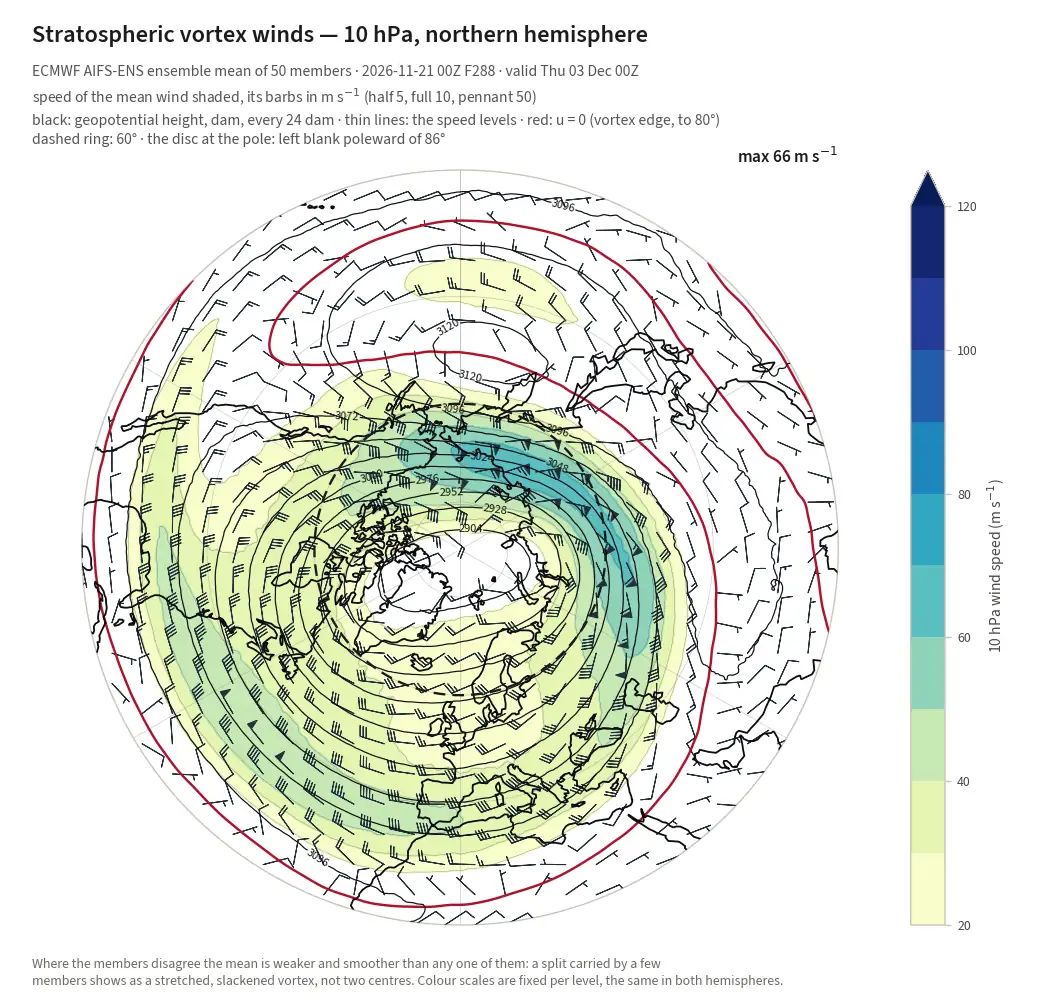 Stratospheric vortex winds — 10 hPa, northern hemisphere
ECMWF AIFS-ENS ensemble mean of 50 members · 2026-11-21 00Z F288 · valid Thu 03 Dec 00Z
speed of the mean wind shaded, its barbs in m s⁻¹ (half 5, full 10, pennant 50)
black: geopotential height, dam, every 24 dam · thin lines: the speed levels · red: u = 0 (vortex edge, to 80°)
dashed ring: 60° · the disc at the pole: left blank poleward of 86°
max 66 m s⁻¹
3096
3120
3120
3072
3096
3096
3048
2976
2952
2928
2904
3096
120
100
80
60
40
20
10 hPa wind speed (m s⁻¹)
Where the members disagree the mean is weaker and smoother than any one of them: a split carried by a few
members shows as a stretched, slackened vortex, not two centres. Colour scales are fixed per level, the same in both hemispheres.